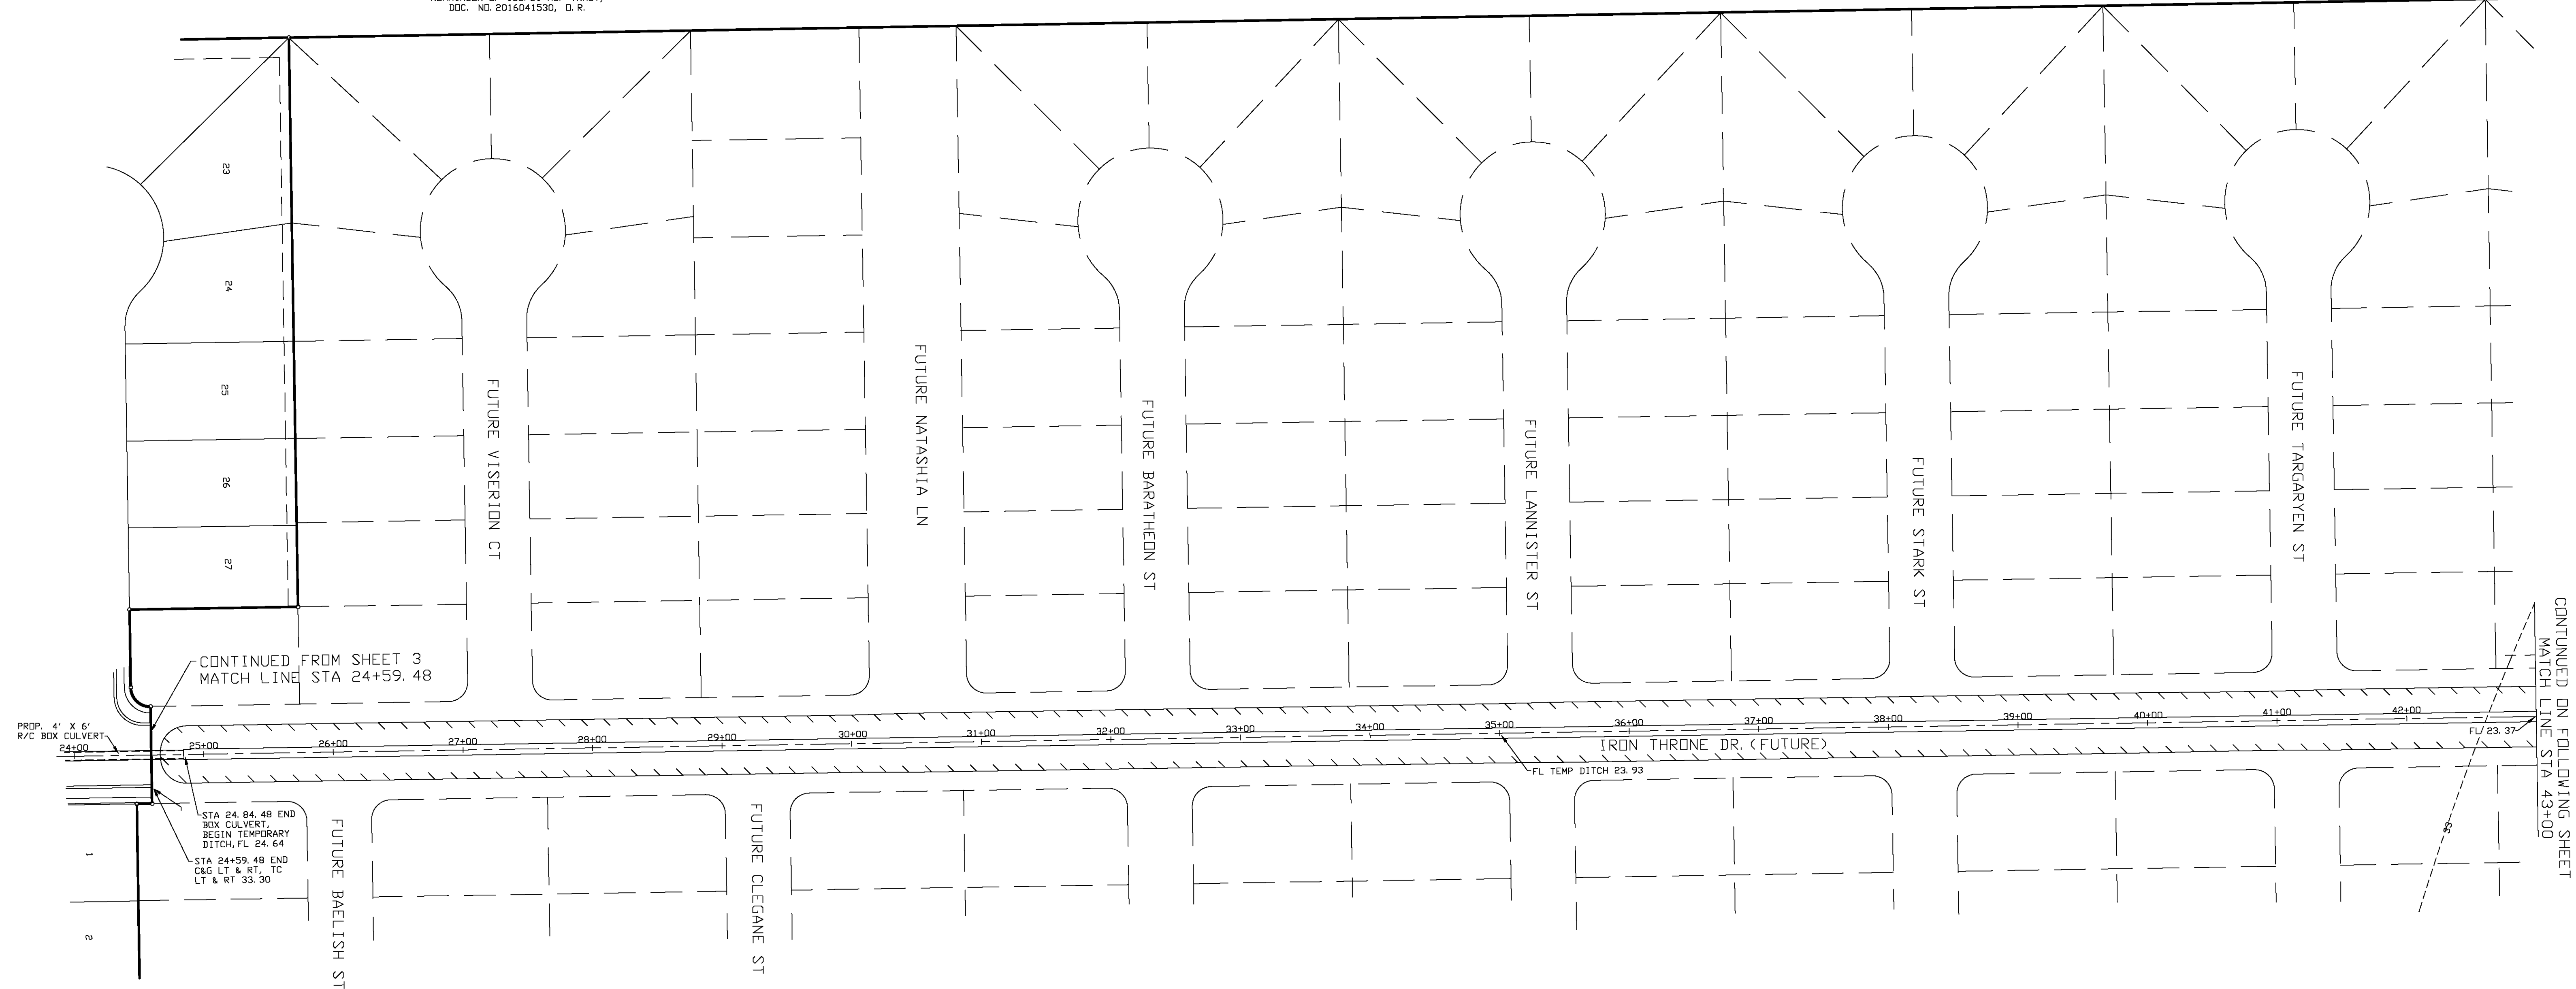 DOC. NO. 2016041530, O.R.
23
24
25
26
27
FUTURE VISERION CT
FUTURE NATASHIA LN
FUTURE BARATHEON ST
FUTURE LANNISTER ST
FUTURE STARK ST
FUTURE TARGARYEN ST
CONTINUED FROM SHEET 3
MATCH LINE STA 24+59.48
PROP. 4' X 6'
R/C BOX CULVERT
24+00
25+00
26+00
27+00
28+00
29+00
30+00
31+00
32+00
33+00
34+00
35+00
36+00
37+00
38+00
39+00
40+00
41+00
42+00
IRON THRONE DR. (FUTURE)
FL 23.37
FL TEMP DITCH 23.93
CONTUNUED ON FOLLOWING SHEET
MATCH LINE STA 43+00
STA 24.84.48 END
BOX CULVERT,
BEGIN TEMPORARY
DITCH, FL 24.64
STA 24+59.48 END
C&G LT & RT, TC
LT & RT 33.30
1
2
FUTURE BAELISH ST
FUTURE CLEGANE ST
33